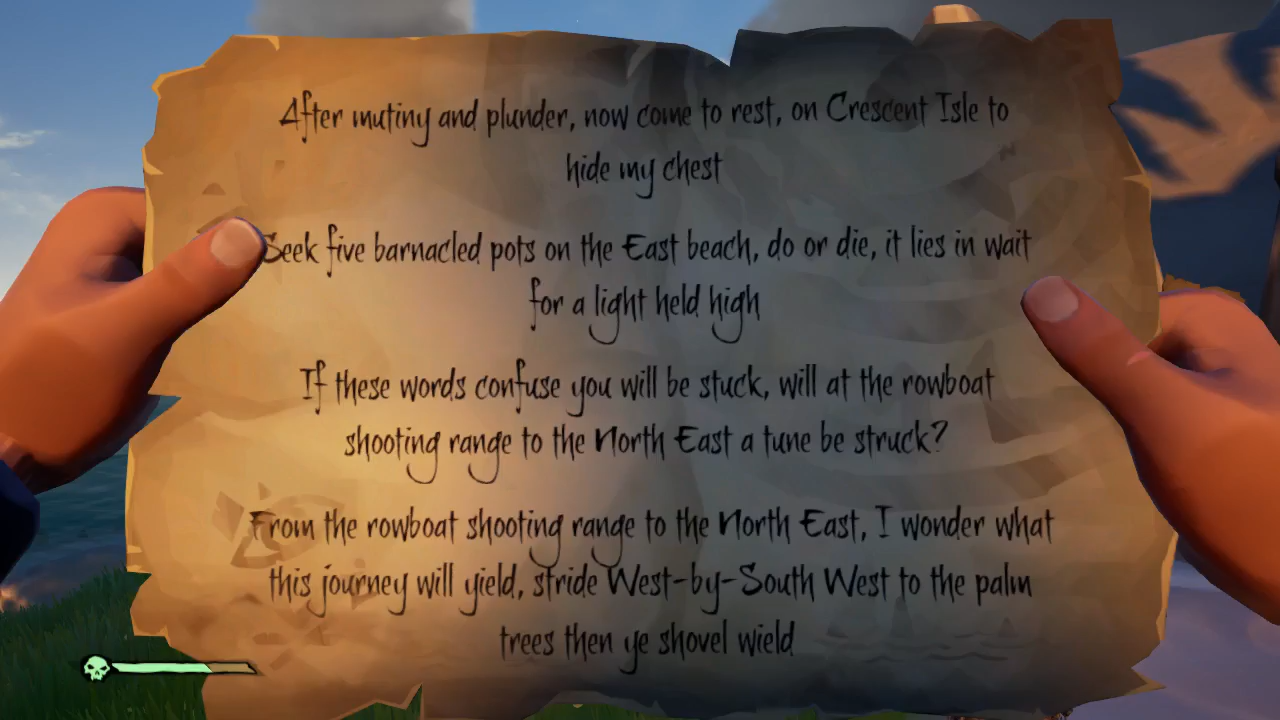 After mutiny and plunder, now come to rest, on Crescent Isle to
hide my chest
Seek five barnacled pots on the East beach, do or die, it lies in wait
for a light held high
If these words confuse you will be stuck, will at the rowboat
shooting range to the North East a tune be struck?
From the rowboat shooting range to the North East, I wonder what
this journey will yield, stride West-by-South West to the palm
trees then ye shovel wield